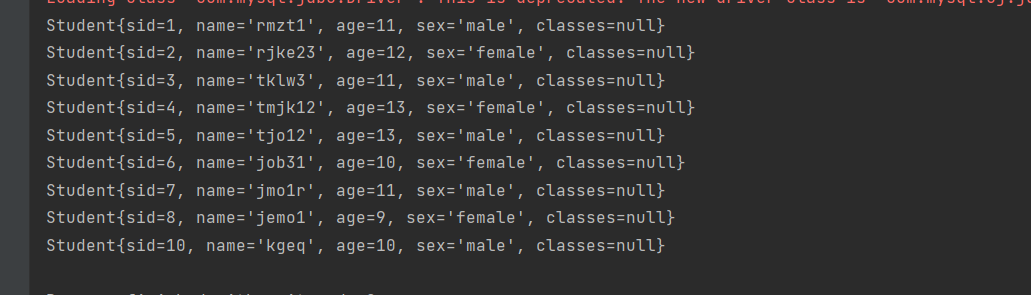 Student{sid=1, name='rmzt1', age=11, sex='male', classes=null}
Student{sid=2, name='rjke23', age=12, sex='female', classes=null}
Student{sid=3, name='tklw3', age=11, sex='male', classes=null}
Student{sid=4, name='tmjk12', age=13, sex='female', classes=null}
Student{sid=5, name='tjo12', age=13, sex='male', classes=null}
Student{sid=6, name='job31', age=10, sex='female', classes=null}
Student{sid=7, name='jmo1r', age=11, sex='male', classes=null}
Student{sid=8, name='jemo1', age=9, sex='female', classes=null}
Student{sid=10, name='kgeq', age=10, sex='male', classes=null}